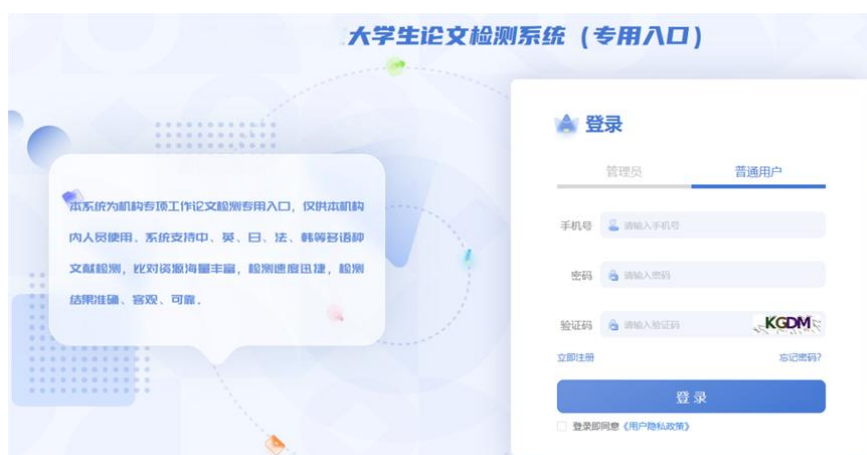 大学生论文检测系统（专用入口）
登录
管理员 普通用户
本系统为机构专项工作论文检测专用入口，仅供本机构
内人员使用、系统支持中、英、日、法、韩等多语种
文献检测，比对资源海量丰富，检测速度迅捷，检测
结果准确、客观、可靠．
手机号 请输入手机号
密码 请输入密码
验证码 请输入验证码 KGDM
立即注册 忘记密码?
登 录
登录即同意《用户隐私政策》